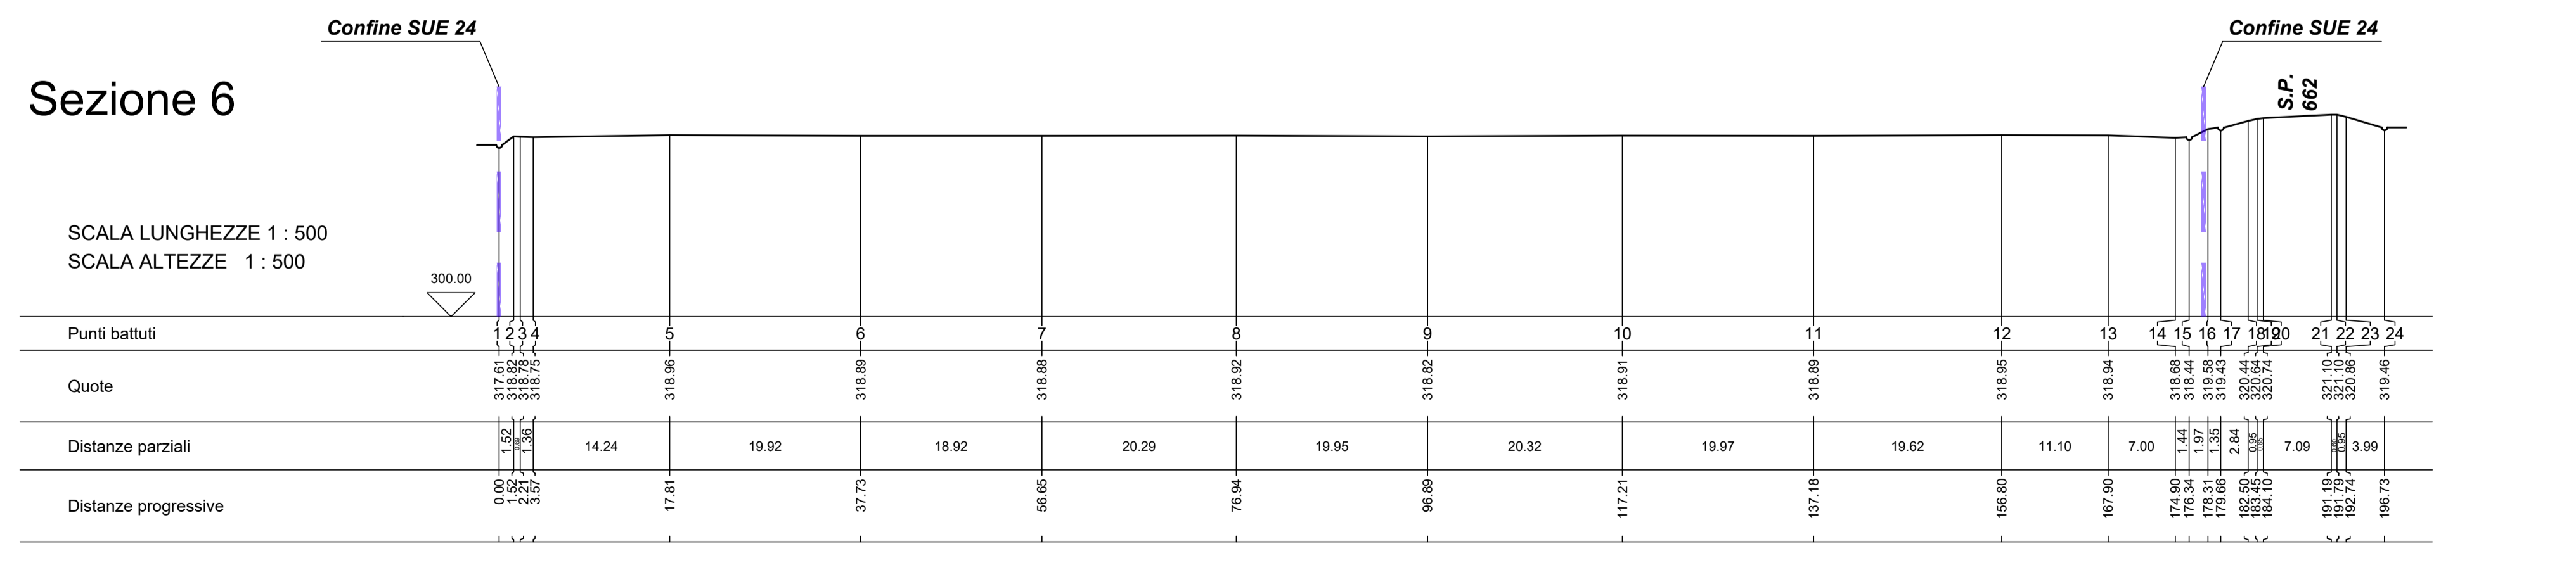 Confine SUE 24
Confine SUE 24
Sezione 6
S.P.
662
SCALA LUNGHEZZE 1 : 500
SCALA ALTEZZE 1 : 500
300.00
Punti battuti 1 2 3 4 5 6 7 8 9 10 11 12 13 14 15 16 17 18 19 20 21 22 23 24
Quote 317.61 318.82 318.78 318.75 318.96 318.89 318.88 318.92 318.82 318.91 318.89 318.95 318.94 318.68 318.44 319.58 319.43 320.44 320.64 320.74 321.10 321.10 320.86 319.46
Distanze parziali 1.52 1.36 14.24 19.92 18.92 20.29 19.95 20.32 19.97 19.62 11.10 7.00 1.44 1.97 1.35 2.84 0.95 0.65 7.09 0.60 0.95 3.99
Distanze progressive 0.00 1.52 2.21 3.57 17.81 37.73 56.65 76.94 96.89 117.21 137.18 156.80 167.90 174.90 176.34 178.31 179.66 182.50 183.45 184.10 191.19 191.79 192.74 196.73